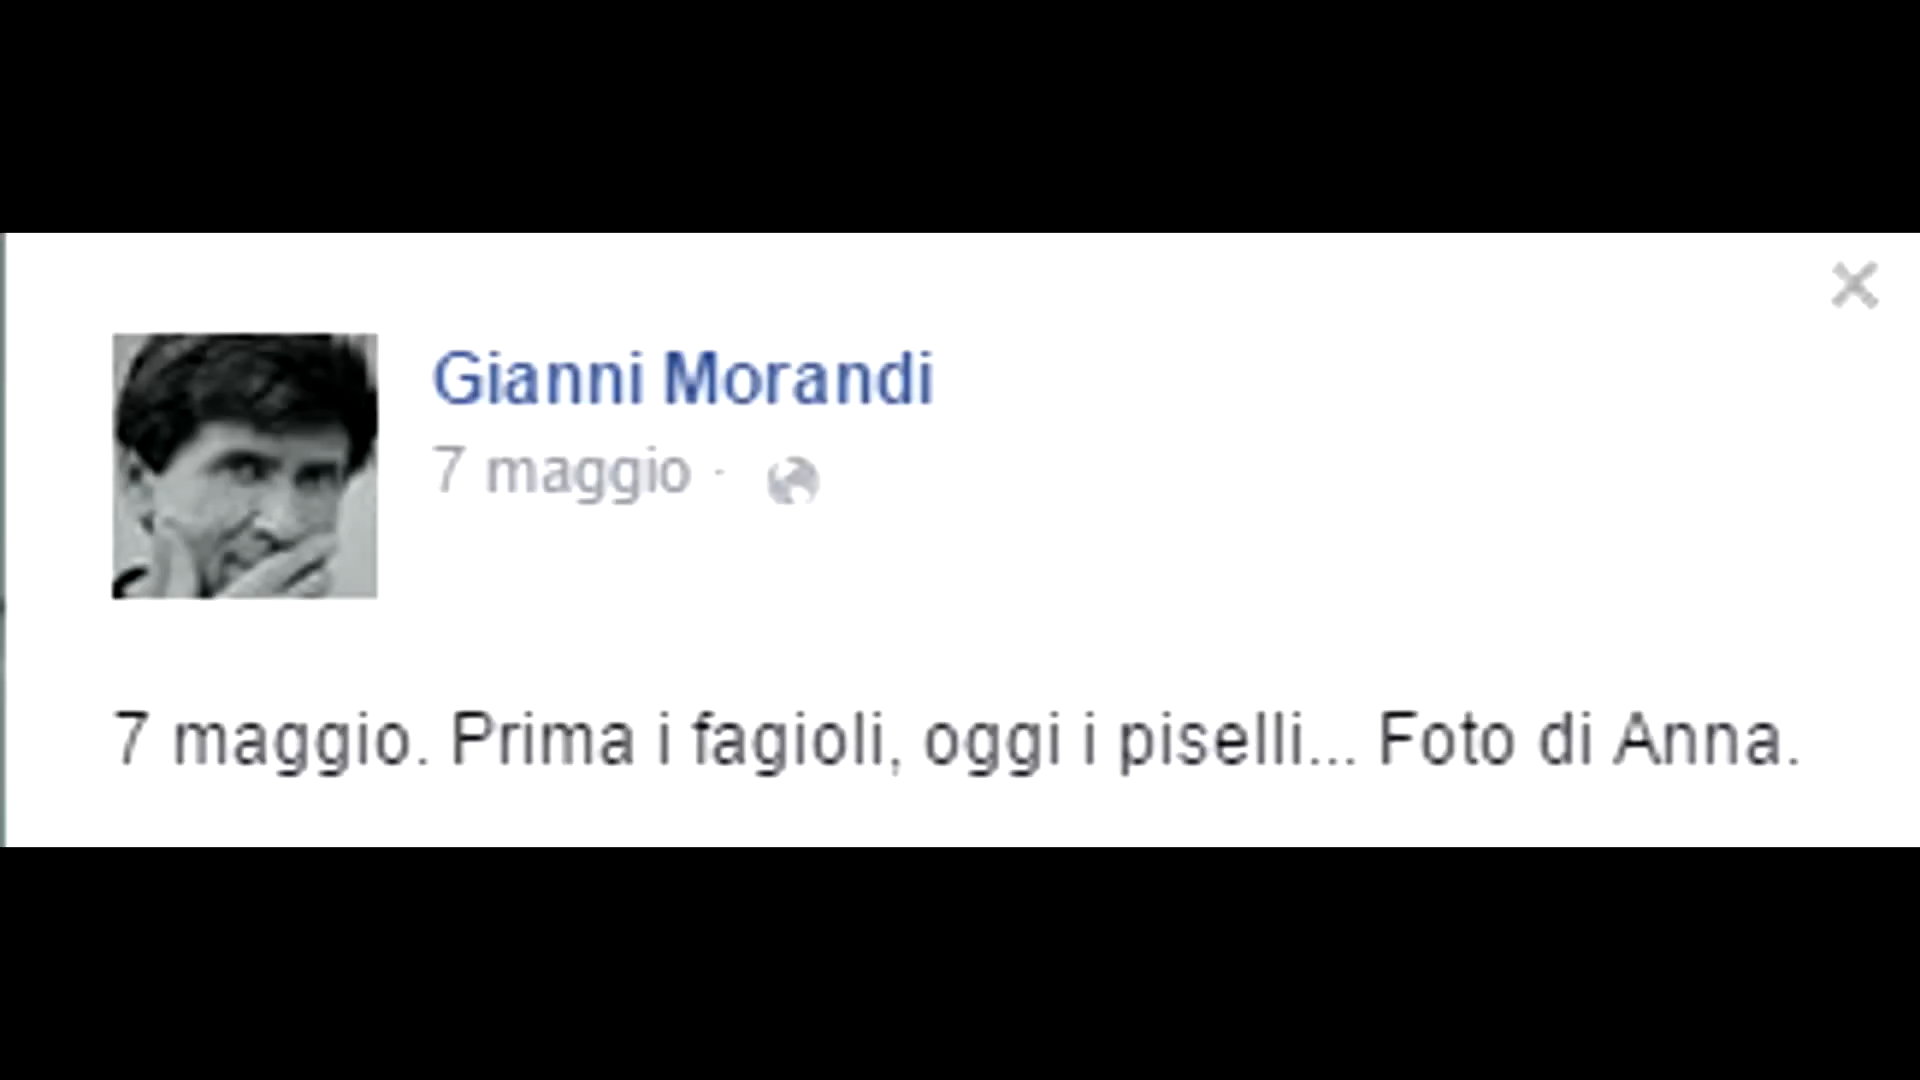 Gianni Morandi
7 maggio ·
7 maggio. Prima i fagioli, oggi i piselli... Foto di Anna.